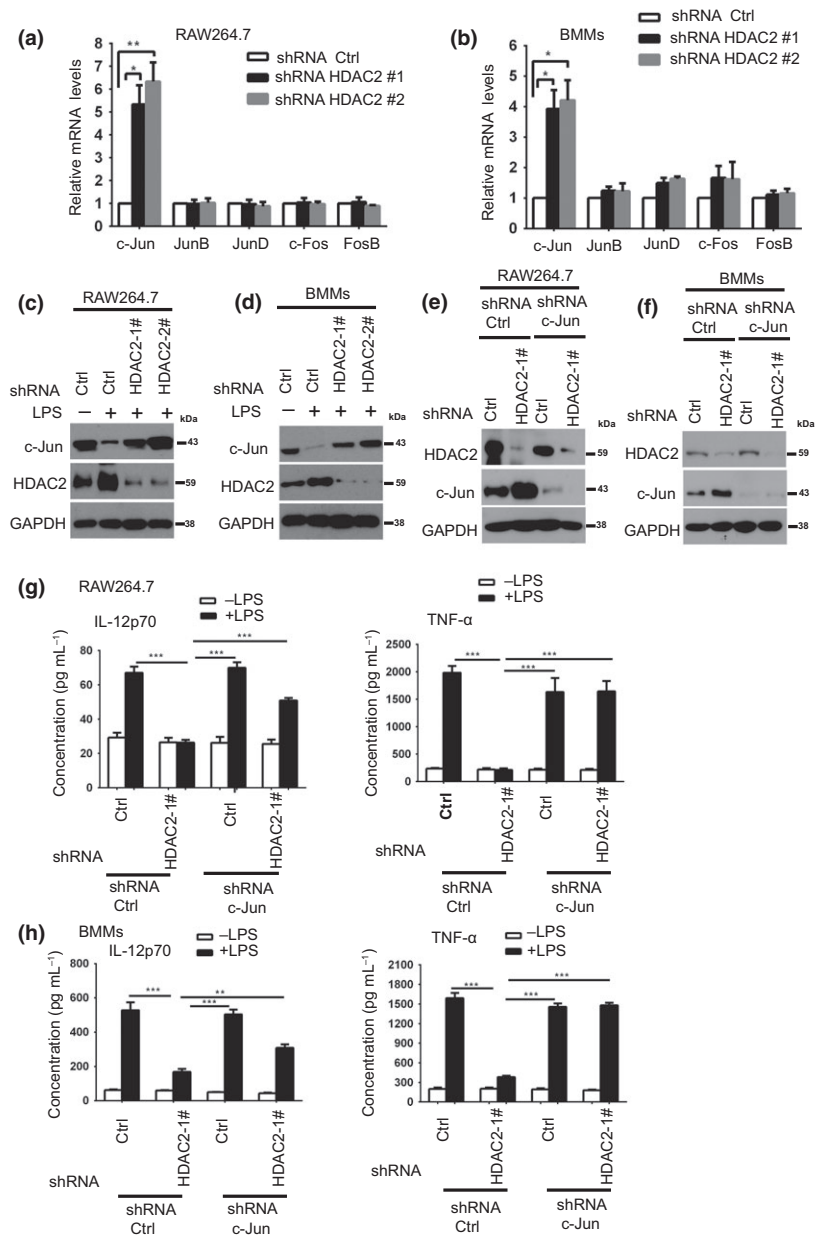 (a)
RAW264.7
**
*
shRNA Ctrl
shRNA HDAC2 #1
shRNA HDAC2 #2
Relative mRNA levels
8
7
6
5
4
3
2
1
0
c-Jun JunB JunD c-Fos FosB
(b)
BMMs
*
*
shRNA Ctrl
shRNA HDAC2 #1
shRNA HDAC2 #2
Relative mRNA levels
6
5
4
3
2
1
0
c-Jun JunB JunD c-Fos FosB
(c)
RAW264.7
shRNA Ctrl Ctrl HDAC2-1# HDAC2-2#
LPS – + + +
kDa
c-Jun 43
HDAC2 59
GAPDH 38
(d)
BMMs
shRNA Ctrl Ctrl HDAC2-1# HDAC2-2#
LPS – + + +
kDa
c-Jun 43
HDAC2 59
GAPDH 38
(e)
RAW264.7
shRNA shRNA
Ctrl c-Jun
shRNA Ctrl HDAC2-1# Ctrl HDAC2-1#
kDa
HDAC2 59
c-Jun 43
GAPDH 38
(f)
BMMs
shRNA shRNA
Ctrl c-Jun
shRNA Ctrl HDAC2-1# Ctrl HDAC2-1#
kDa
HDAC2 59
c-Jun 43
GAPDH 38
(g)
RAW264.7
IL-12p70
–LPS
+LPS
*** *** ***
Concentration (pg mL⁻¹)
80
60
40
20
0
Ctrl HDAC2-1# Ctrl HDAC2-1#
shRNA
shRNA shRNA
Ctrl c-Jun
TNF-α
–LPS
+LPS
*** *** ***
Concentration (pg mL⁻¹)
2500
2000
1500
1000
500
0
Ctrl HDAC2-1# Ctrl HDAC2-1#
shRNA
shRNA shRNA
Ctrl c-Jun
(h)
BMMs
IL-12p70
–LPS
+LPS
*** ** ***
Concentration (pg mL⁻¹)
800
600
400
200
0
Ctrl HDAC2-1# Ctrl HDAC2-1#
shRNA
shRNA shRNA
Ctrl c-Jun
TNF-α
–LPS
+LPS
*** *** ***
Concentration (pg mL⁻¹)
2100
1800
1500
1200
900
600
300
0
Ctrl HDAC2-1# Ctrl HDAC2-1#
shRNA
shRNA shRNA
Ctrl c-Jun